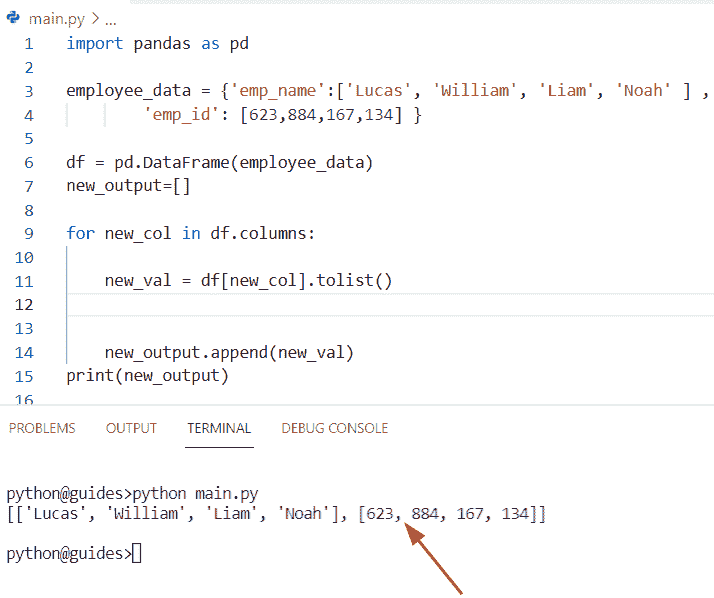 main.py > ...
1 import pandas as pd
2
3 employee_data = {'emp_name':['Lucas', 'William', 'Liam', 'Noah' ] ,
4 'emp_id': [623,884,167,134] }
5
6 df = pd.DataFrame(employee_data)
7 new_output=[]
8
9 for new_col in df.columns:
10
11 new_val = df[new_col].tolist()
12
13
14 new_output.append(new_val)
15 print(new_output)
16
PROBLEMS OUTPUT TERMINAL DEBUG CONSOLE
python@guides>python main.py
[['Lucas', 'William', 'Liam', 'Noah'], [623, 884, 167, 134]]
python@guides>